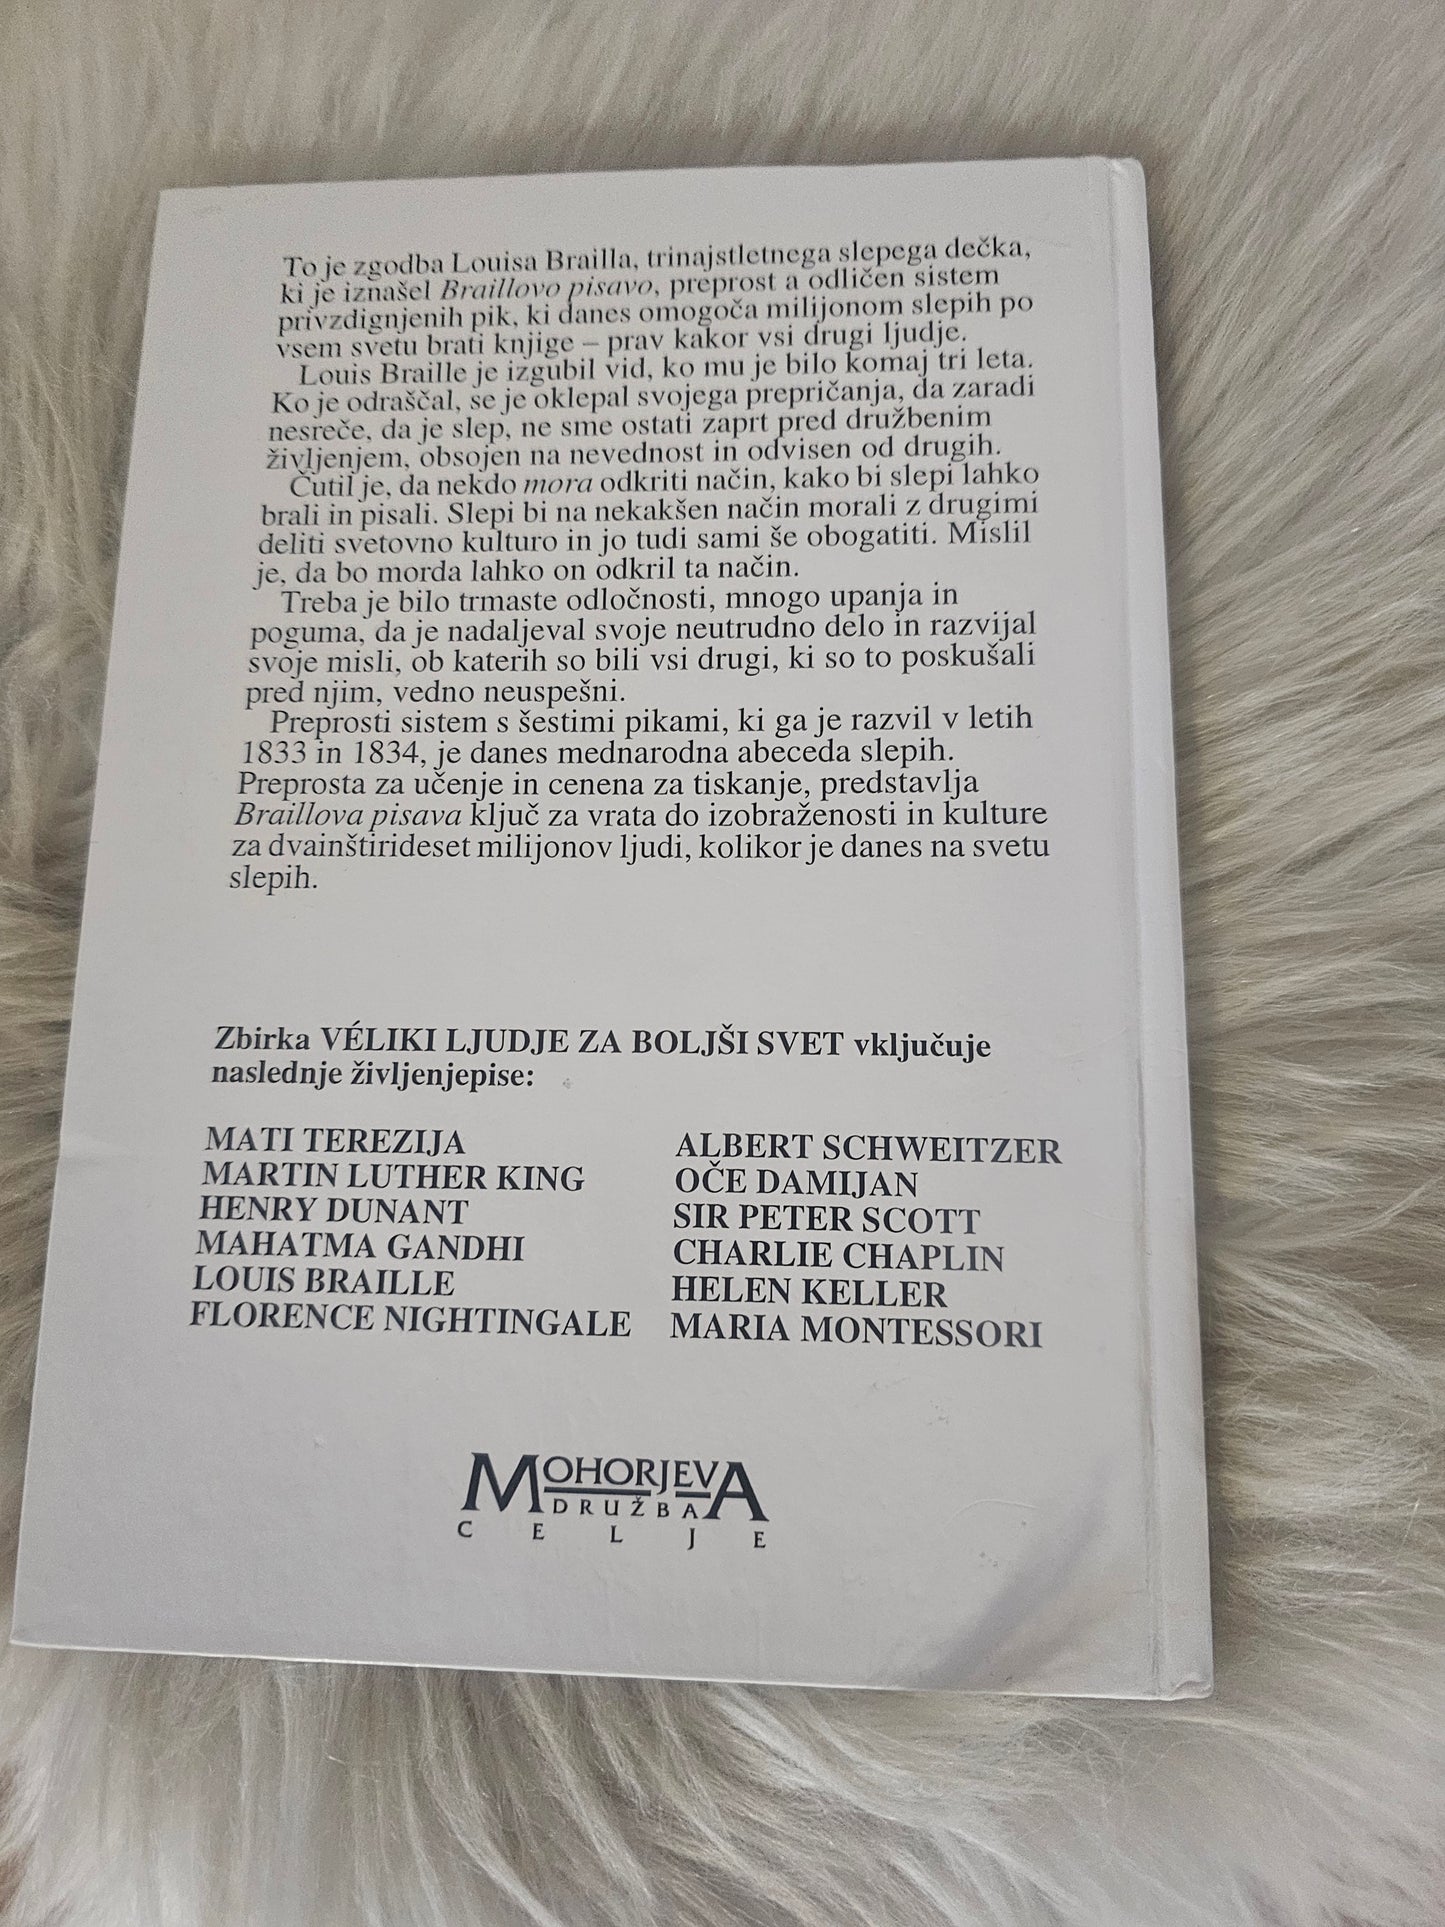 To je zgodba Louisa Brailla, trinajstletnega slepega dečka,
ki je iznašel Braillovo pisavo, preprost a odličen sistem
privzdignjenih pik, ki danes omogoča milijonom slepih po
vsem svetu brati knjige – prav kakor vsi drugi ljudje.
Louis Braille je izgubil vid, ko mu je bilo komaj tri leta.
Ko je odraščal, se je oklepal svojega prepričanja, da zaradi
nesreče, da je slep, ne sme ostati zaprt pred družbenim
življenjem, obsojen na nevednost in odvisen od drugih.
Čutil je, da nekdo mora odkriti način, kako bi slepi lahko
brali in pisali. Slepi bi na nekakšen način morali z drugimi
deliti svetovno kulturo in jo tudi sami še obogatiti. Mislil
je, da bo morda lahko on odkril ta način.
Treba je bilo trmaste odločnosti, mnogo upanja in
poguma, da je nadaljeval svoje neutrudno delo in razvijal
svoje misli, ob katerih so bili vsi drugi, ki so to poskušali
pred njim, vedno neuspešni.
Preprosti sistem s šestimi pikami, ki ga je razvil v letih
1833 in 1834, je danes mednarodna abeceda slepih.
Preprosta za učenje in cenena za tiskanje, predstavlja
Braillova pisava ključ za vrata do izobraženosti in kulture
za dvainštirideset milijonov ljudi, kolikor je danes na svetu
slepih.
Zbirka VÉLIKI LJUDJE ZA BOLJŠI SVET vključuje
naslednje življenjepise:
MATI TEREZIJA
MARTIN LUTHER KING
HENRY DUNANT
MAHATMA GANDHI
LOUIS BRAILLE
FLORENCE NIGHTINGALE
ALBERT SCHWEITZER
OČE DAMIJAN
SIR PETER SCOTT
CHARLIE CHAPLIN
HELEN KELLER
MARIA MONTESSORI
MOHORJEVA
DRUŽBA
CELJE